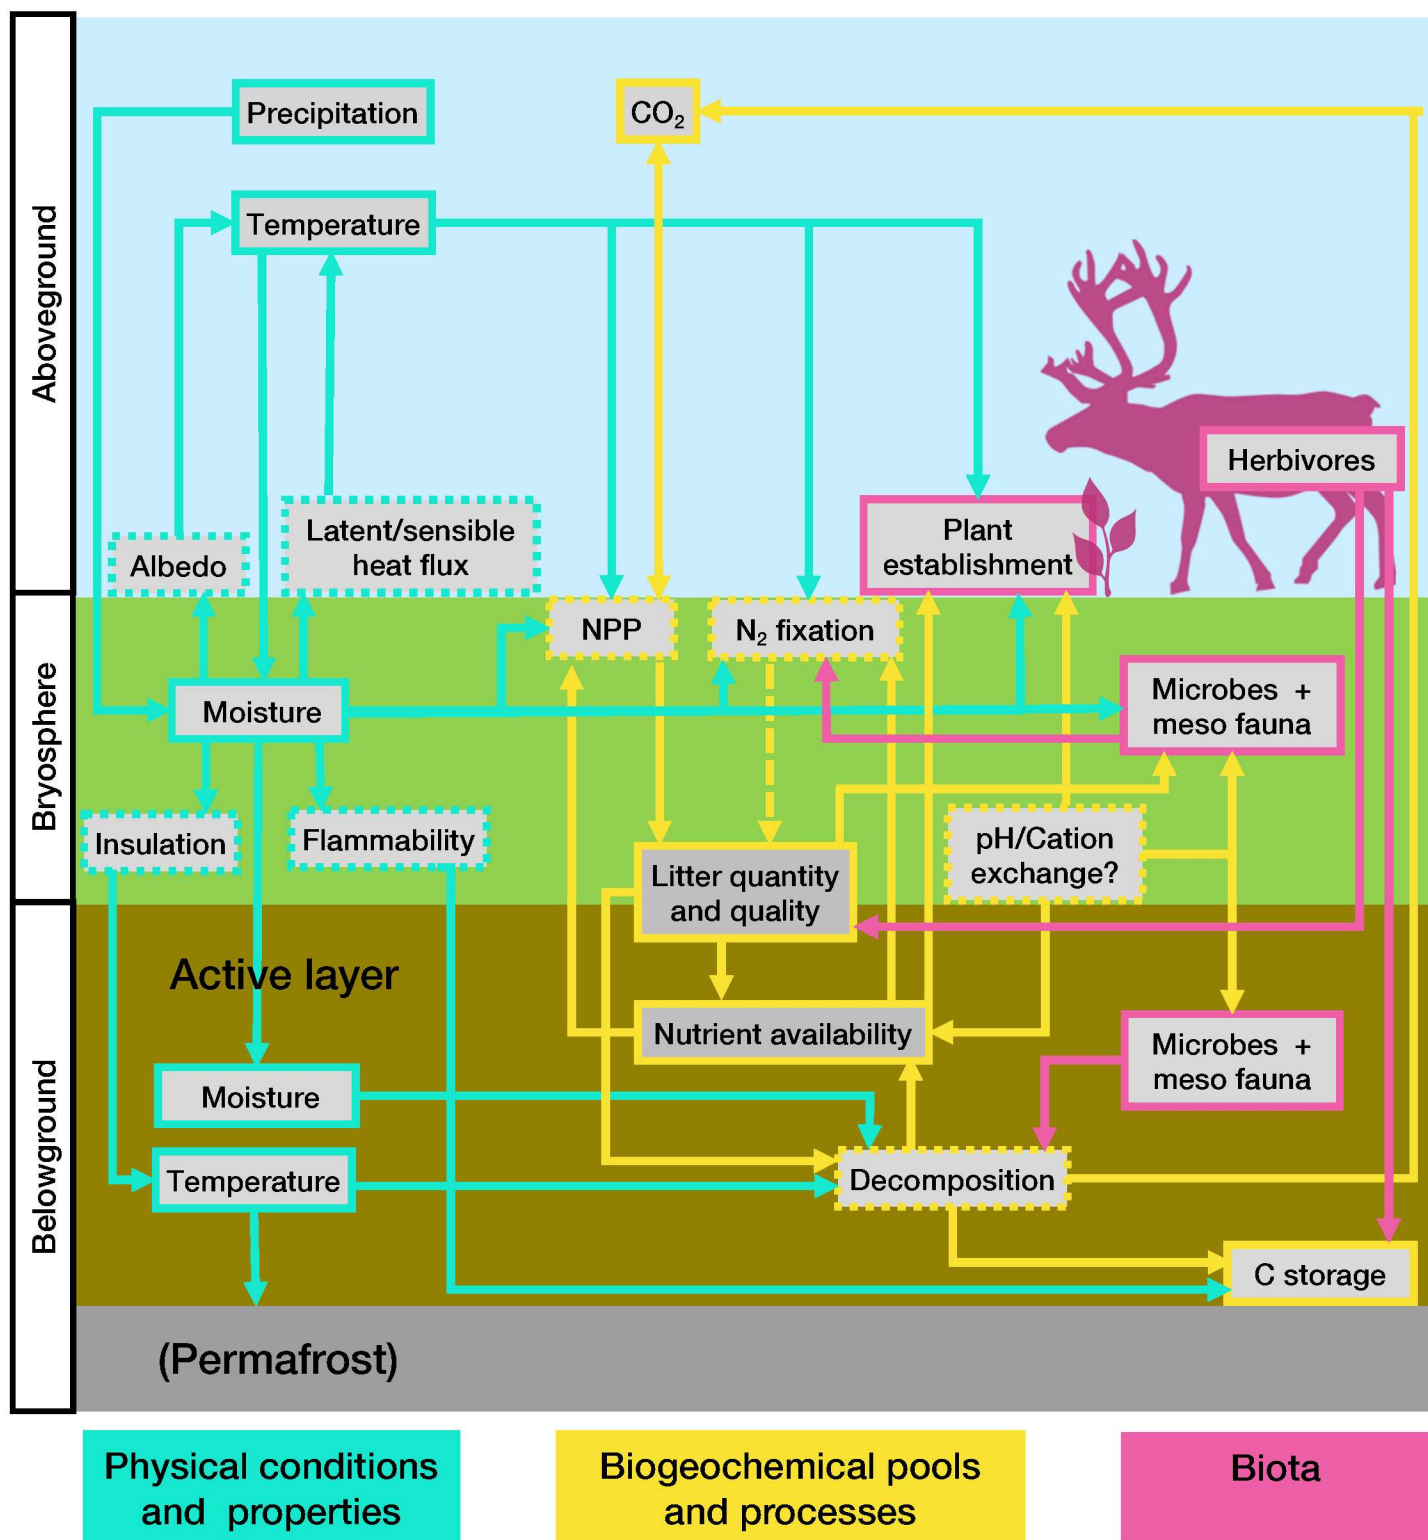 Aboveground
Bryosphere
Belowground
Precipitation
CO₂
Temperature
Herbivores
Latent/sensible
heat flux
Albedo
Plant
establishment
NPP
N₂ fixation
Moisture
Microbes +
meso fauna
Insulation
Flammability
pH/Cation
exchange?
Litter quantity
and quality
Active layer
Nutrient availability
Microbes +
meso fauna
Moisture
Temperature
Decomposition
C storage
(Permafrost)
Physical conditions
and properties
Biogeochemical pools
and processes
Biota